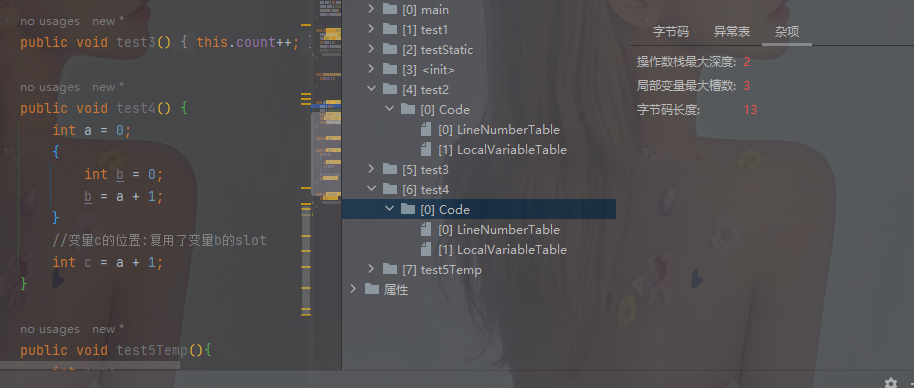 no usages   new *
public void test3() { this.count++;
no usages   new *
public void test4() {
int a = 0;
{
int b = 0;
b = a + 1;
}
//变量c的位置:复用了变量b的slot
int c = a + 1;
}
no usages   new *
public void test5Temp(){
[0] main
[1] test1
[2] testStatic
[3] <init>
[4] test2
[0] Code
[0] LineNumberTable
[1] LocalVariableTable
[5] test3
[6] test4
[0] Code
[0] LineNumberTable
[1] LocalVariableTable
[7] test5Temp
属性
字节码 异常表 杂项
操作数栈最大深度: 2
局部变量最大槽数: 3
字节码长度: 13